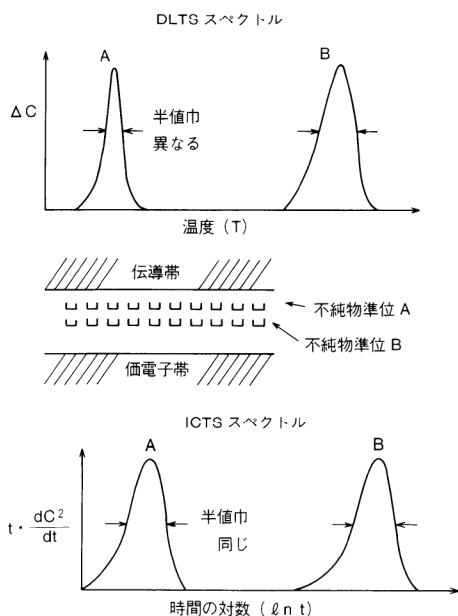 DLTS スペクトル
A
B
ΔC
半値巾
異なる
温度 (T)
伝導帯
不純物準位 A
不純物準位 B
価電子帯
ICTS スペクトル
A
B
t・dC²/dt
半値巾
同じ
時間の対数 (ℓn t)